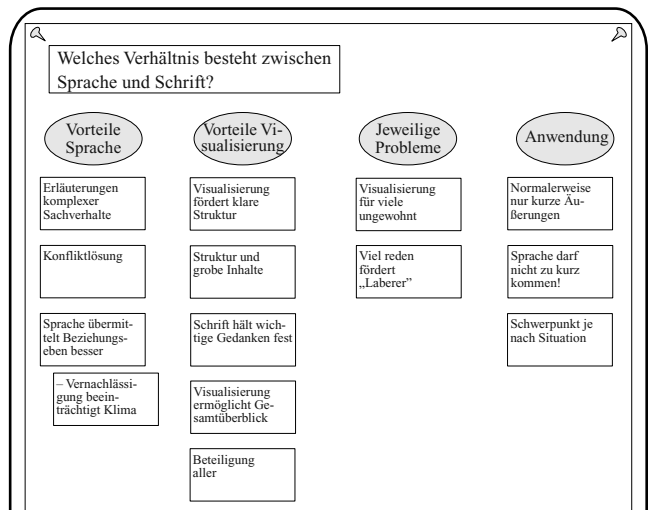 Welches Verhältnis besteht zwischen
Sprache und Schrift?
Vorteile
Sprache
Erläuterungen
komplexer
Sachverhalte
Konfliktlösung
Sprache übermit-
telt Beziehungs-
eben besser
– Vernachlässi-
gung beein-
trächtigt Klima
Vorteile Vi-
sualisierung
Visualisierung
fördert klare
Struktur
Struktur und
grobe Inhalte
Schrift hält wich-
tige Gedanken fest
Visualisierung
ermöglicht Ge-
samtüberblick
Beteiligung
aller
Jeweilige
Probleme
Visualisierung
für viele
ungewohnt
Viel reden
fördert
„Laberer”
Anwendung
Normalerweise
nur kurze Äu-
ßerungen
Sprache darf
nicht zu kurz
kommen!
Schwerpunkt je
nach Situation